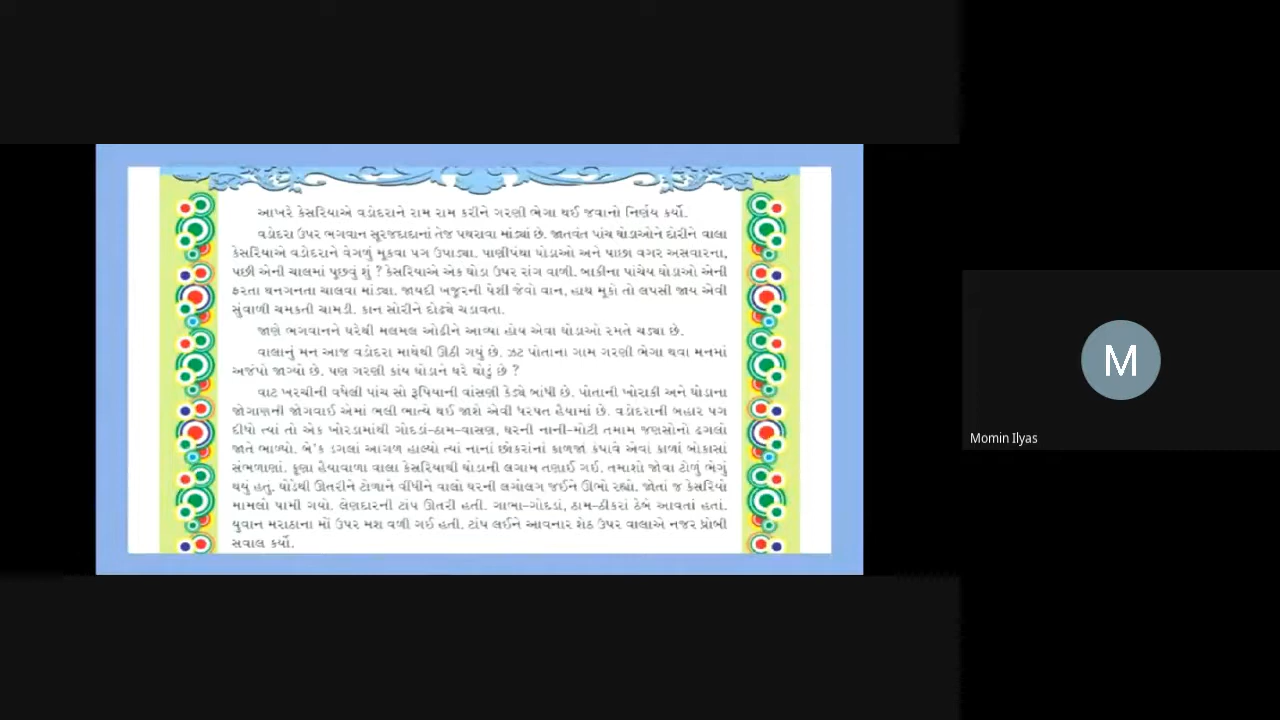 આખરે કેસરિયાએ વડોદરાને રામ રામ કરીને ગરણી ભેગા થઈ જવાનો નિર્ણય કર્યો.
વડોદરા ઉપર ભગવાન સૂરજદાદાનાં તેજ પથરાવા માંડ્યાં છે. જાતવંત પાંચ ઘોડાઓને દોરીને વાલા
કેસરિયાએ વડોદરાને વેગળું મૂકવા પગ ઉપાડ્યા. પાણીપંથા ઘોડાઓ અને પાછા વગર અસવારના,
પછી એની ચાલમાં પૂછવું શું ? કેસરિયાએ એક ઘોડા ઉપર રાંગ વાળી. બાકીના પાંચેય ઘોડાઓ એની
ફરતા થનગનતા ચાલવા માંડ્યા. જાયદી ખજૂરની પેશી જેવો વાન, હાથ મૂકો તો લપસી જાય એવી
સુંવાળી ચમકતી ચામડી. કાન સોરીને દોઢ્યે ચડાવતા.
જાણે ભગવાનને ઘરેથી મલમલ ઓઢીને આવ્યા હોય એવા ઘોડાઓ રમતે ચડ્યા છે.
વાલાનું મન આજ વડોદરા માથેથી ઊઠી ગયું છે. ઝટ પોતાના ગામ ગરણી ભેગા થવા મનમાં
અજંપો જાગ્યો છે. પણ ગરણી કાંય ઘોડાને ઘરે થોડું છે ?
વાટ ખરચીની વધેલી પાંચ સો રૂપિયાની વાંસણી કેડ્યે બાંધી છે. પોતાની ખોરાકી અને ઘોડાના
જોગાણની જોગવાઈ એમાં ભલી ભાત્યે થઈ જાશે એવી ધરપત હૈયામાં છે. વડોદરાની બહાર પગ
દીધો ત્યાં તો એક ખોરડામાંથી ગોદડાં-ઠામ-વાસણ, ઘરની નાની-મોટી તમામ જણસોનો ઢગલો
જાતે ભાળ્યો. બે'ક ડગલાં આગળ હાલ્યો ત્યાં નાનાં છોકરાંનાં કાળજાં કંપાવે એવાં કાળાં બોકાસાં
સંભળાણાં. કૂણા હૈયાવાળા વાલા કેસરિયાથી ઘોડાની લગામ તણાઈ ગઈ. તમાશો જોવા ટોળું ભેગું
થયું હતુ. ઘોડેથી ઊતરીને ટોળાને વીંધીને વાલો ઘરની લગોલગ જઈને ઊભો રહ્યો. જોતાં જ કેસરિયો
મામલો પામી ગયો. લેણદારની ટાંપ ઊતરી હતી. ગાભા-ગોદડાં, ઠામ-ઠીકરાં ઠેબે આવતાં હતાં.
યુવાન મરાઠાના મોં ઉપર મશ વળી ગઈ હતી. ટાંપ લઈને આવનાર શેઠ ઉપર વાલાએ નજર પ્રોબી
સવાલ કર્યો.
M
Momin Ilyas